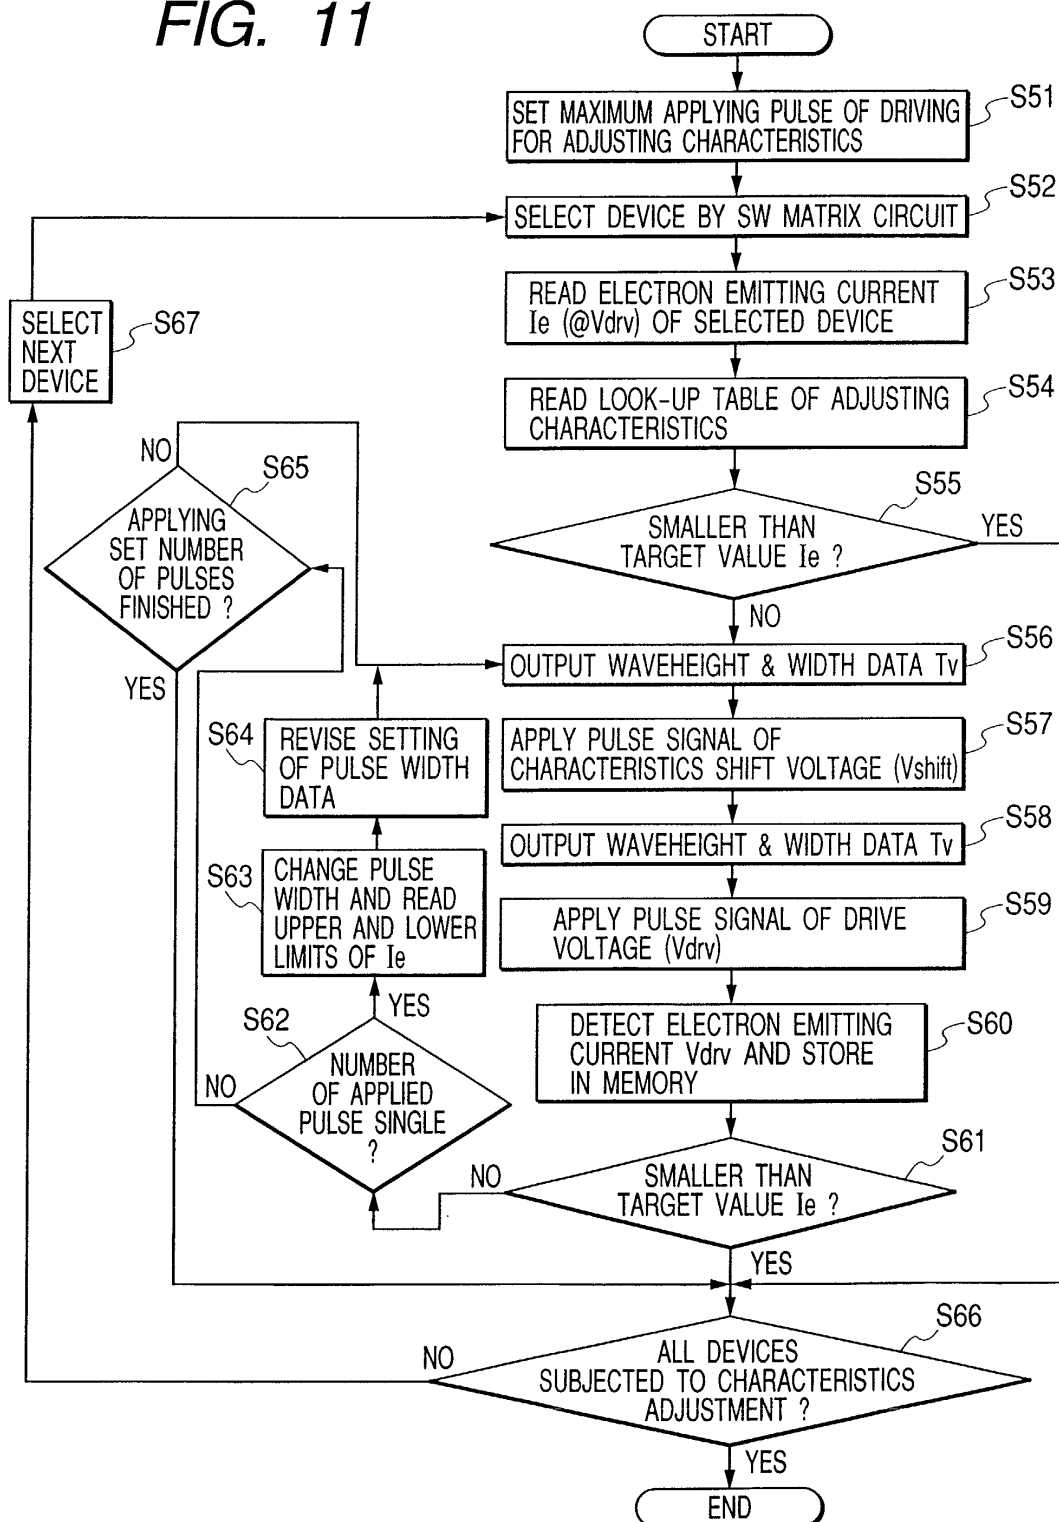 FIG. 11
START
SET MAXIMUM APPLYING PULSE OF DRIVING
FOR ADJUSTING CHARACTERISTICS
S51
SELECT DEVICE BY SW MATRIX CIRCUIT
S52
READ ELECTRON EMITTING CURRENT
Ie (@Vdrv) OF SELECTED DEVICE
S53
READ LOOK-UP TABLE OF ADJUSTING
CHARACTERISTICS
S54
SMALLER THAN
TARGET VALUE Ie ?
S55
YES
NO
OUTPUT WAVEHEIGHT & WIDTH DATA Tv
S56
APPLY PULSE SIGNAL OF
CHARACTERISTICS SHIFT VOLTAGE (Vshift)
S57
OUTPUT WAVEHEIGHT & WIDTH DATA Tv
S58
APPLY PULSE SIGNAL OF DRIVE
VOLTAGE (Vdrv)
S59
DETECT ELECTRON EMITTING
CURRENT Vdrv AND STORE
IN MEMORY
S60
SMALLER THAN
TARGET VALUE Ie ?
S61
NO
YES
NUMBER
OF APPLIED
PULSE SINGLE
?
S62
NO
YES
CHANGE PULSE
WIDTH AND READ
UPPER AND LOWER
LIMITS OF Ie
S63
REVISE SETTING
OF PULSE WIDTH
DATA
S64
APPLYING
SET NUMBER
OF PULSES
FINISHED ?
S65
NO
YES
ALL DEVICES
SUBJECTED TO CHARACTERISTICS
ADJUSTMENT ?
S66
NO
YES
SELECT
NEXT
DEVICE
S67
END